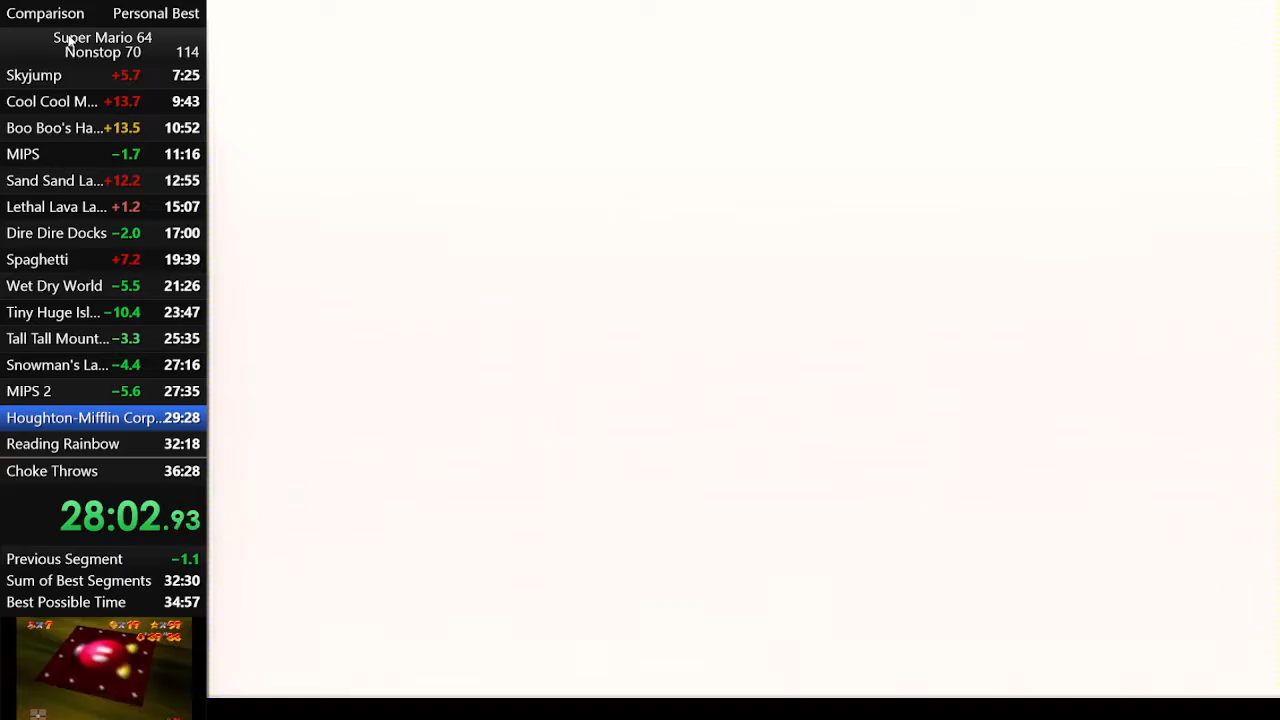 Comparison Personal Best
Super Mario 64
Nonstop 70 114
Skyjump +5.7 7:25
Cool Cool M... +13.7 9:43
Boo Boo's Ha... +13.5 10:52
MIPS −1.7 11:16
Sand Sand La... +12.2 12:55
Lethal Lava La... +1.2 15:07
Dire Dire Docks −2.0 17:00
Spaghetti +7.2 19:39
Wet Dry World −5.5 21:26
Tiny Huge Isl... −10.4 23:47
Tall Tall Mount... −3.3 25:35
Snowman's La... −4.4 27:16
MIPS 2 −5.6 27:35
Houghton-Mifflin Corp... 29:28
Reading Rainbow 32:18
Choke Throws 36:28
28:02.93
Previous Segment −1.1
Sum of Best Segments 32:30
Best Possible Time 34:57